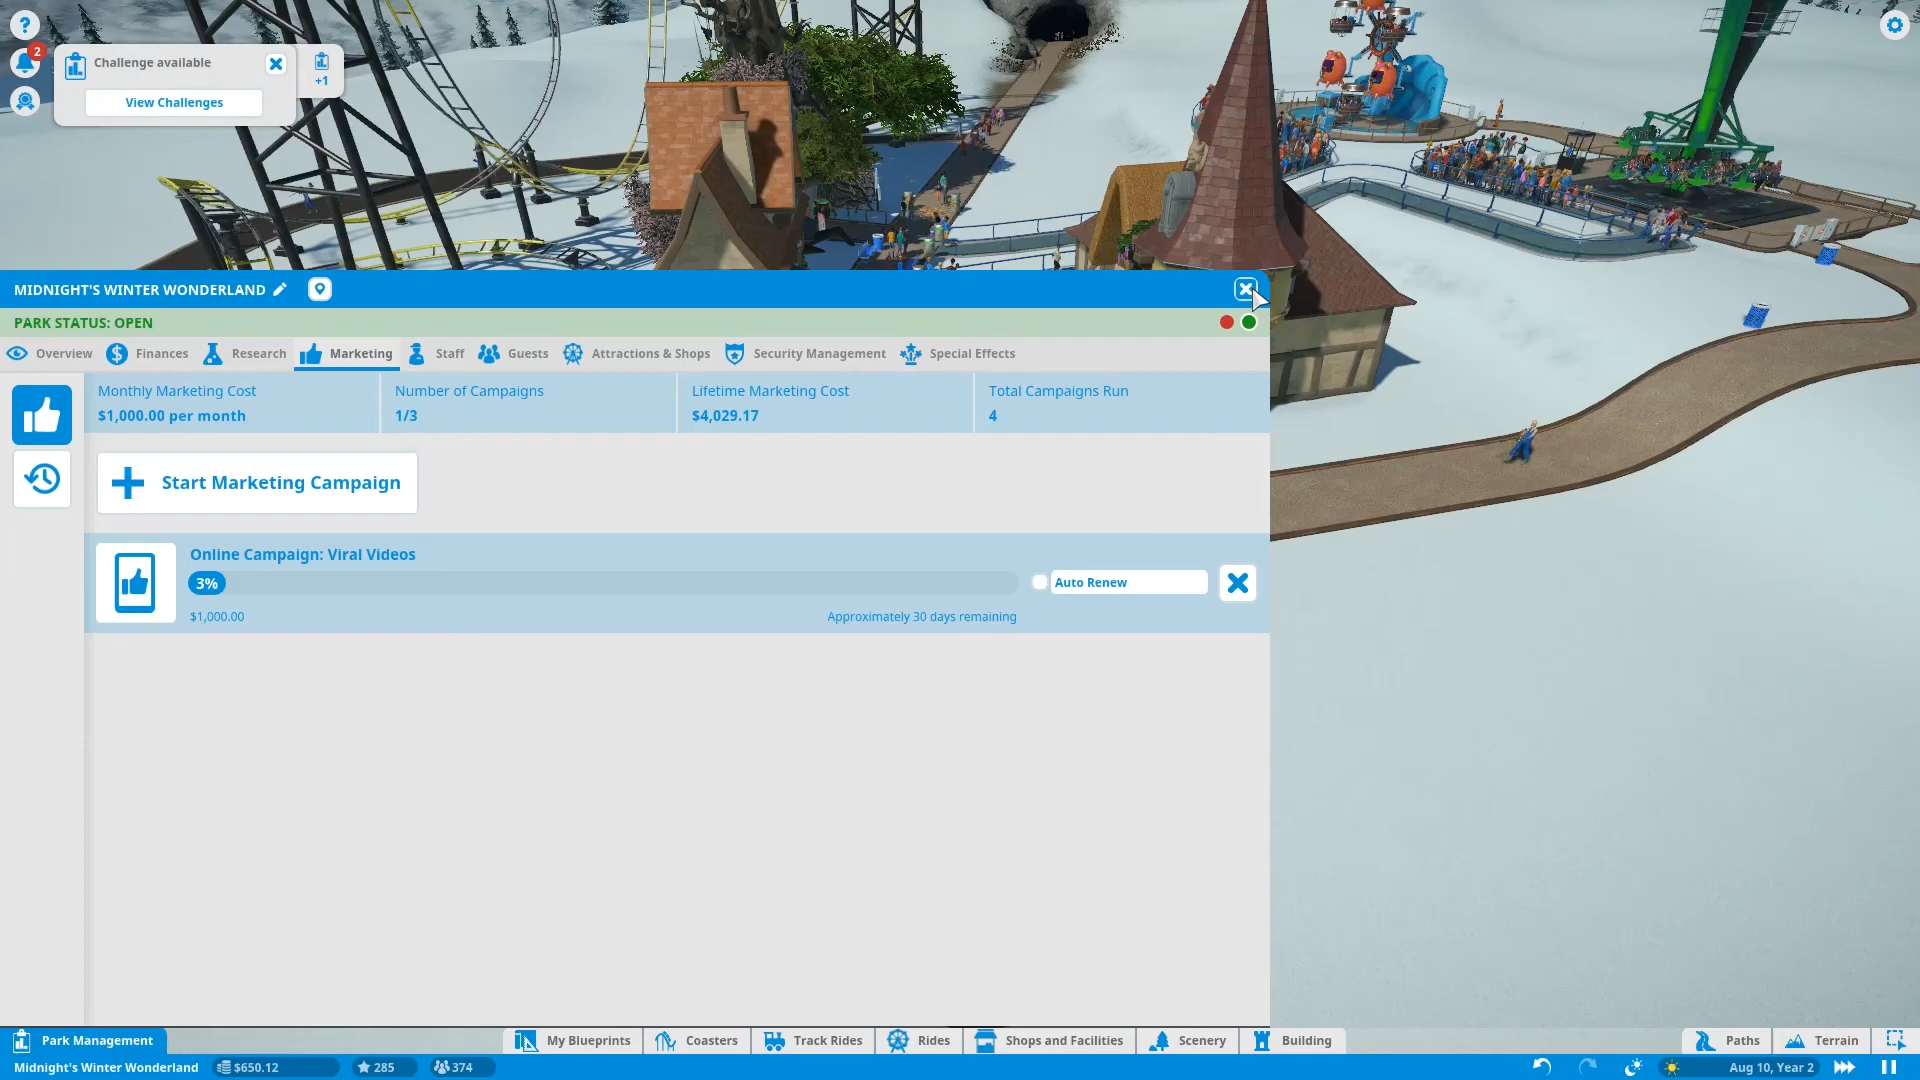 ?
2
Challenge available
View Challenges
+1
MIDNIGHT'S WINTER WONDERLAND
PARK STATUS: OPEN
Overview
Finances
Research
Marketing
Staff
Guests
Attractions & Shops
Security Management
Special Effects
Monthly Marketing Cost
$1,000.00 per month
Number of Campaigns
1/3
Lifetime Marketing Cost
$4,029.17
Total Campaigns Run
4
Start Marketing Campaign
Online Campaign: Viral Videos
3%
Auto Renew
$1,000.00
Approximately 30 days remaining
Park Management
My Blueprints
Coasters
Track Rides
Rides
Shops and Facilities
Scenery
Building
Paths
Terrain
Midnight's Winter Wonderland
$650.12
285
374
Aug 10, Year 2